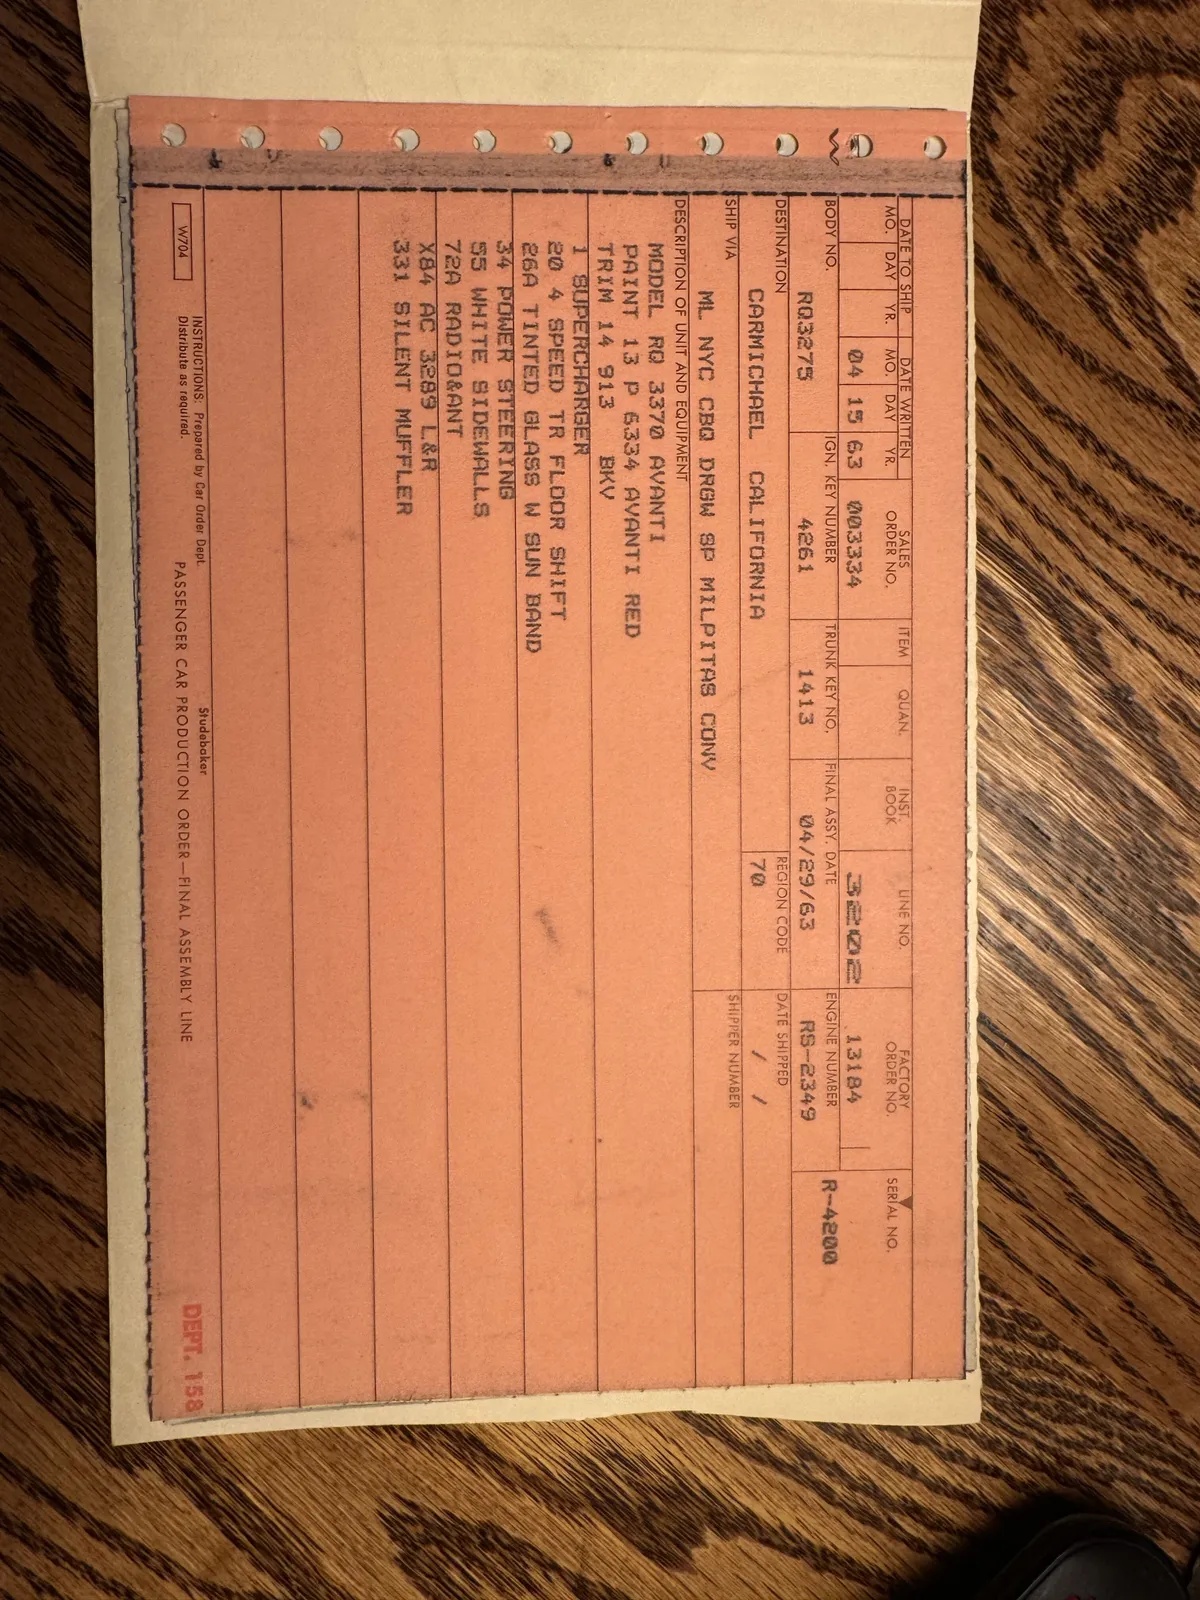 DATE TO SHIP DATE WRITTEN SALES ORDER NO. ITEM QUAN. INST. BOOK LINE NO. FACTORY ORDER NO. SERIAL NO.
MO. DAY YR. MO. DAY YR.
04 15 63 003334 3202 13184
R-4200
BODY NO. IGN. KEY NUMBER TRUNK KEY NO. FINAL ASSY. DATE ENGINE NUMBER
RQ3275 4261 1413 04/29/63 RS-2349
DESTINATION REGION CODE DATE SHIPPED
CARMICHAEL CALIFORNIA 70 / /
SHIP VIA SHIPPER NUMBER
ML NYC CBQ DRGW SP MILPITAS CONV
DESCRIPTION OF UNIT AND EQUIPMENT
MODEL RQ 3370 AVANTI
PAINT 13 P 6334 AVANTI RED
TRIM 14 913 BKV
1 SUPERCHARGER
20 4 SPEED TR FLOOR SHIFT
26A TINTED GLASS W SUN BAND
34 POWER STEERING
55 WHITE SIDEWALLS
72A RADIO&ANT
X84 AC 3289 L&R
331 SILENT MUFFLER
Studebaker
W704 INSTRUCTIONS: Prepared by Car Order Dept.
Distribute as required.
PASSENGER CAR PRODUCTION ORDER—FINAL ASSEMBLY LINE
DEPT. 158